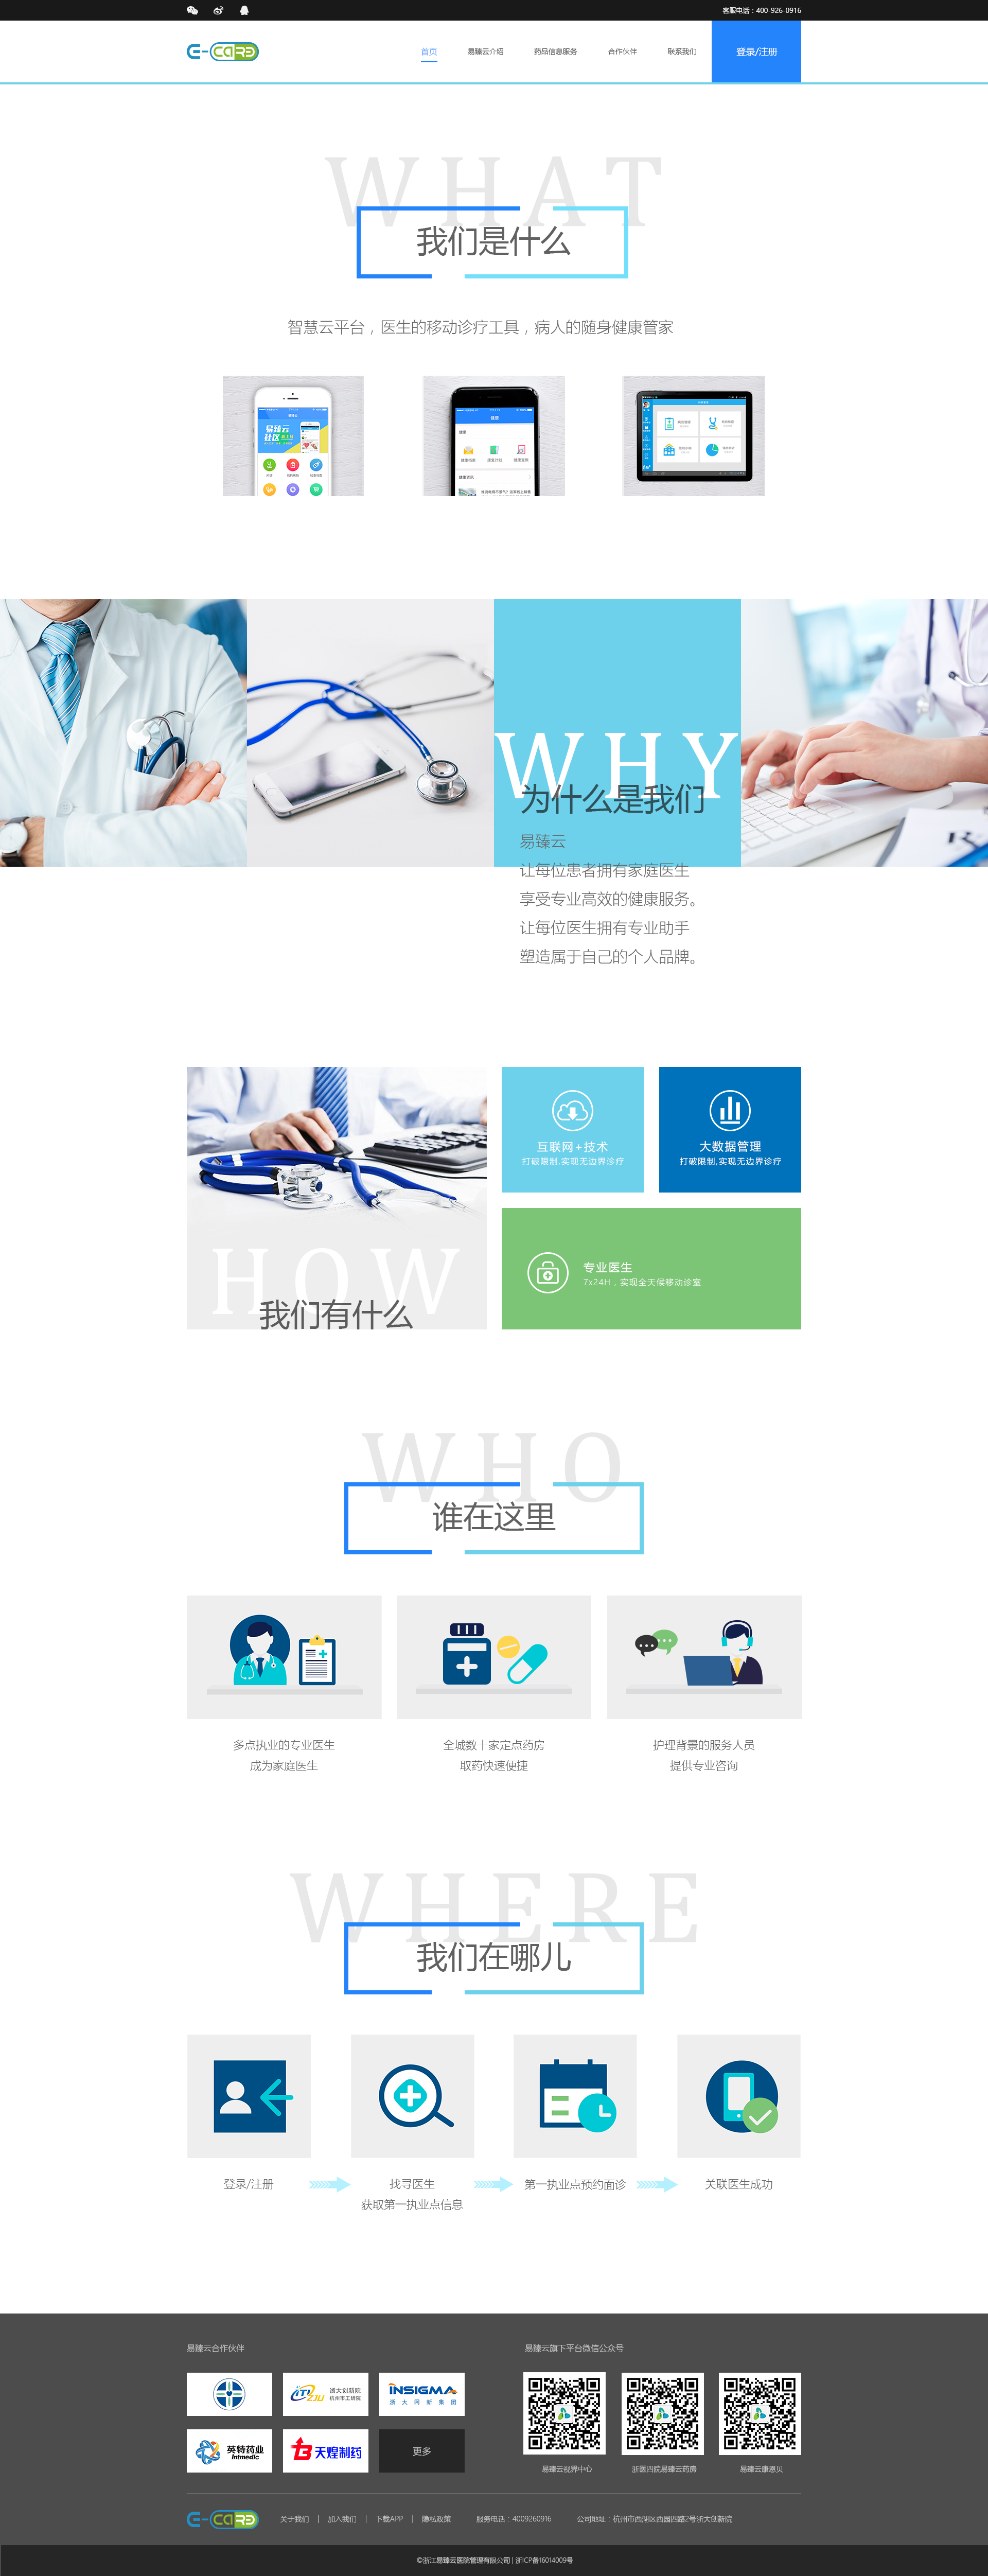 客服电话：400-926-0916
E-CARD
首页 易臻云介绍 药品信息服务 合作伙伴 联系我们 登录/注册
WHAT
我们是什么
智慧云平台，医生的移动诊疗工具，病人的随身健康管家
易臻云
社区
健康
WHY
为什么是我们
易臻云
让每位患者拥有家庭医生
享受专业高效的健康服务。
让每位医生拥有专业助手
塑造属于自己的个人品牌。
互联网+技术
打破限制,实现无边界诊疗
大数据管理
打破限制,实现无边界诊疗
HOW
我们有什么
专业医生
7x24H，实现全天候移动诊室
WHO
谁在这里
多点执业的专业医生
成为家庭医生
全城数十家定点药房
取药快速便捷
护理背景的服务人员
提供专业咨询
WHERE
我们在哪儿
登录/注册
找寻医生
获取第一执业点信息
第一执业点预约面诊
关联医生成功
易臻云合作伙伴
易臻云旗下平台微信公众号
浙大创新院
杭州市工研院
INSIGMA
浙大网新集团
英特药业
Intmedic
天煌制药
更多
易臻云视界中心
浙医四院易臻云药房
易臻云康惠贝
E-CARD
关于我们 | 加入我们 | 下载APP | 隐私政策 服务电话：4009260916 公司地址：杭州市西湖区西园四路2号浙大创新院
©浙江易臻云医院管理有限公司 | 浙ICP备16014009号